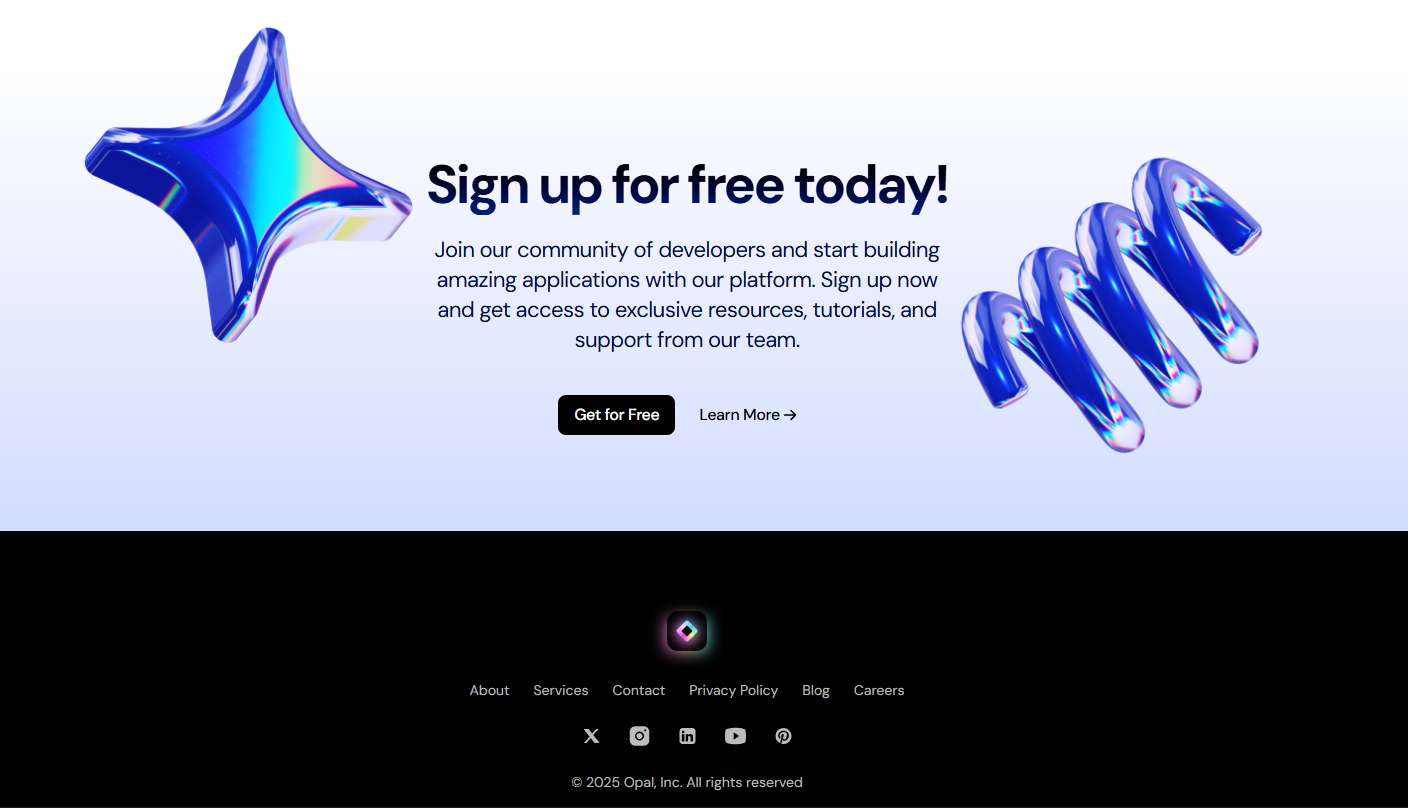 Sign up for free today!
Join our community of developers and start building
amazing applications with our platform. Sign up now
and get access to exclusive resources, tutorials, and
support from our team.
Get for Free Learn More →
About Services Contact Privacy Policy Blog Careers
© 2025 Opal, Inc. All rights reserved